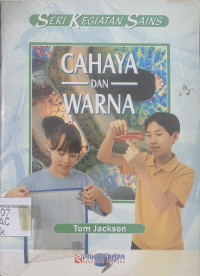 SERI KEGIATAN SAINS
CAHAYA
DAN
WARNA
Tom Jackson